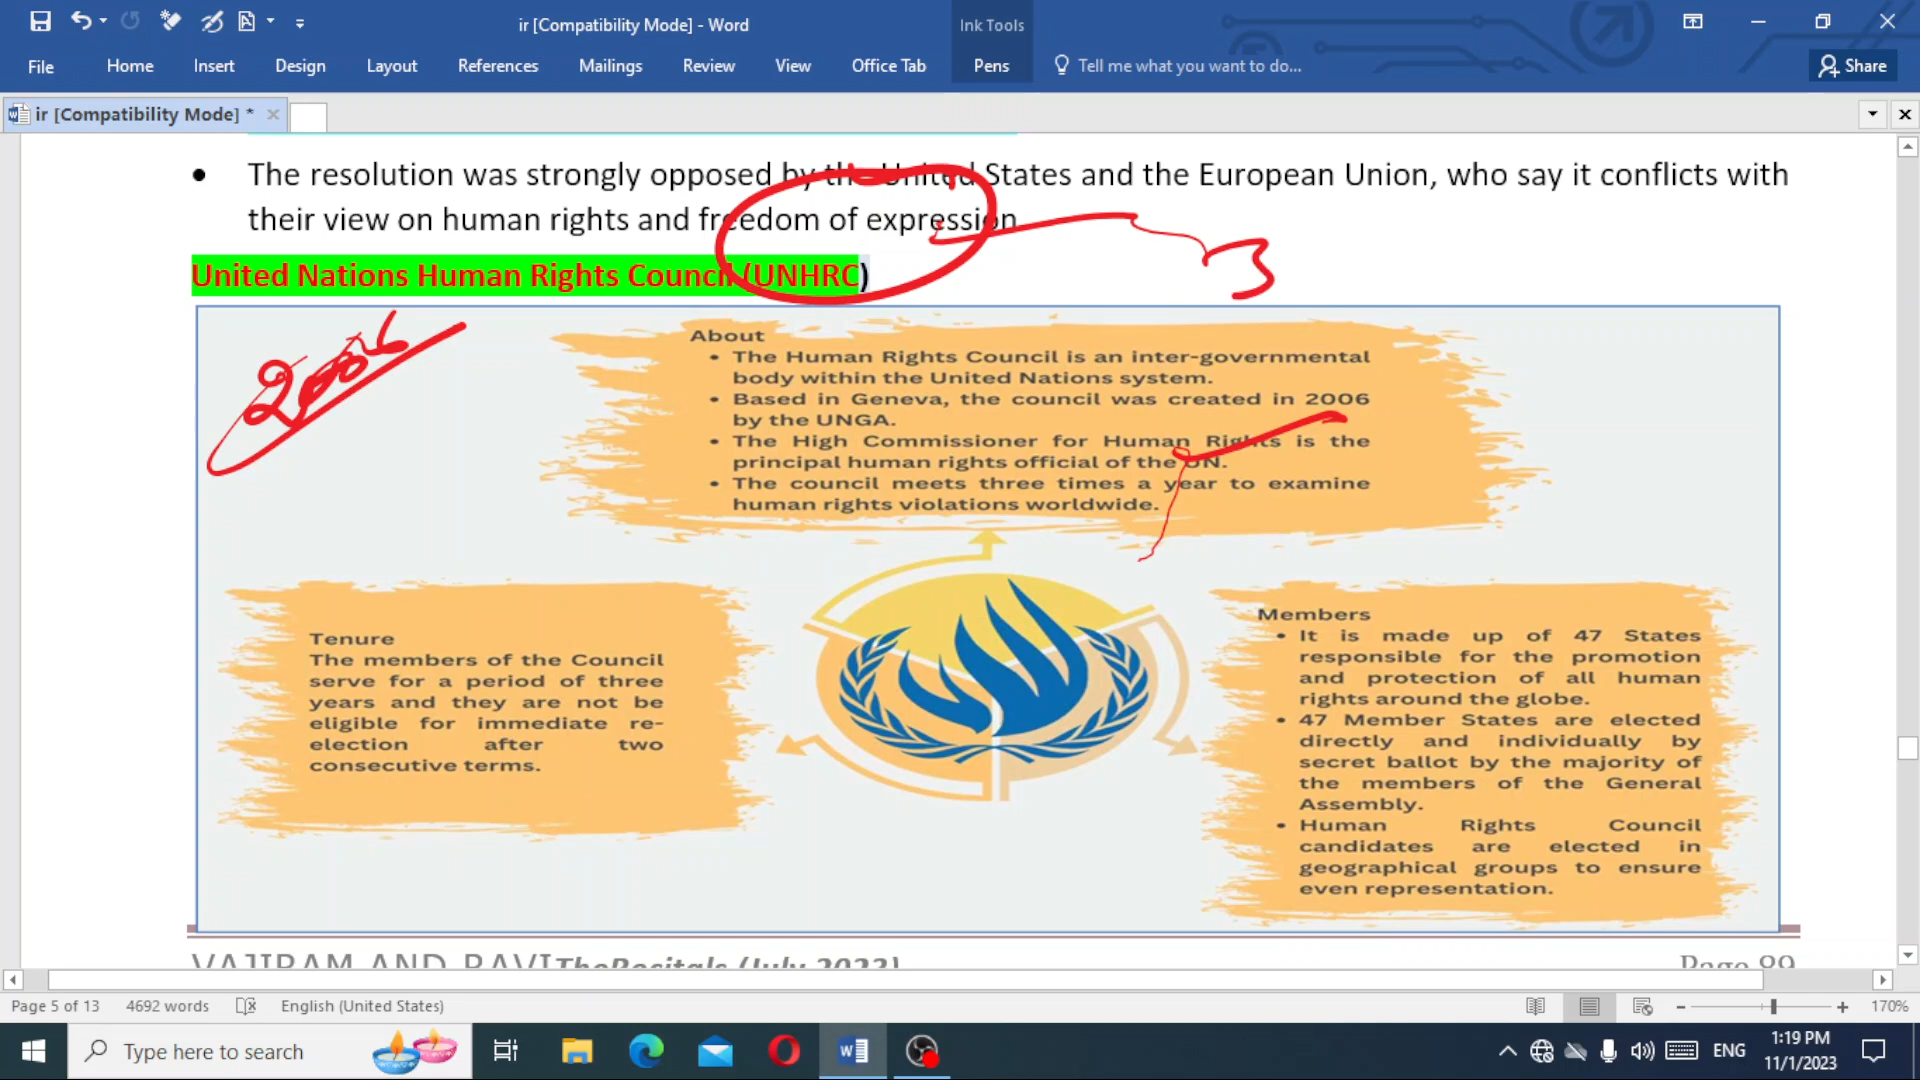 ir [Compatibility Mode] - Word
Ink Tools
File
Home
Insert
Design
Layout
References
Mailings
Review
View
Office Tab
Pens
Tell me what you want to do...
Share
ir [Compatibility Mode] *
The resolution was strongly opposed by the United States and the European Union, who say it conflicts with
their view on human rights and freedom of expression
3
United Nations Human Rights Council (UNHRC)
2006
About
The Human Rights Council is an inter-governmental
body within the United Nations system.
Based in Geneva, the council was created in 2006
by the UNGA.
The High Commissioner for Human Rights is the
principal human rights official of the UN.
The council meets three times a year to examine
human rights violations worldwide.
Tenure
The members of the Council
serve for a period of three
years and they are not be
eligible for immediate re-
election after two
consecutive terms.
Members
It is made up of 47 States
responsible for the promotion
and protection of all human
rights around the globe.
47 Member States are elected
directly and individually by
secret ballot by the majority of
the members of the General
Assembly.
Human Rights Council
candidates are elected in
geographical groups to ensure
even representation.
VAJIRAM AND RAVI TheRecitals (July 2023)
Page 89
Page 5 of 13
4692 words
English (United States)
170%
Type here to search
ENG
1:19 PM
11/1/2023